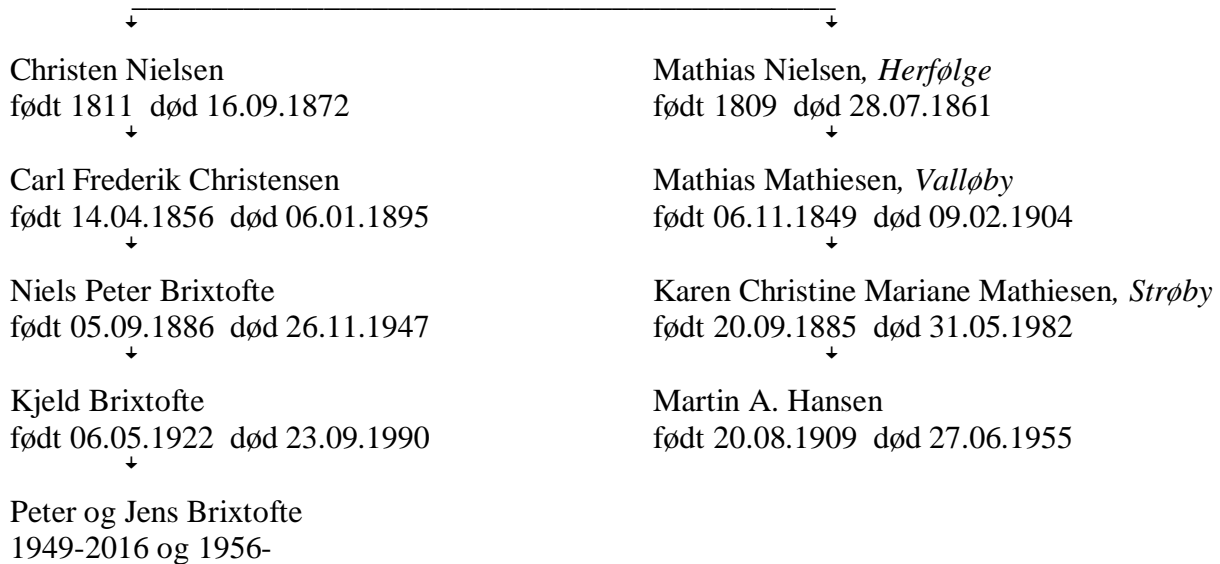 Christen Nielsen
født 1811 død 16.09.1872
Carl Frederik Christensen
født 14.04.1856 død 06.01.1895
Niels Peter Brixtofte
født 05.09.1886 død 26.11.1947
Kjeld Brixtofte
født 06.05.1922 død 23.09.1990
Peter og Jens Brixtofte
1949-2016 og 1956-
Mathias Nielsen, Herfølge
født 1809 død 28.07.1861
Mathias Mathiesen, Valløby
født 06.11.1849 død 09.02.1904
Karen Christine Mariane Mathiesen, Strøby
født 20.09.1885 død 31.05.1982
Martin A. Hansen
født 20.08.1909 død 27.06.1955